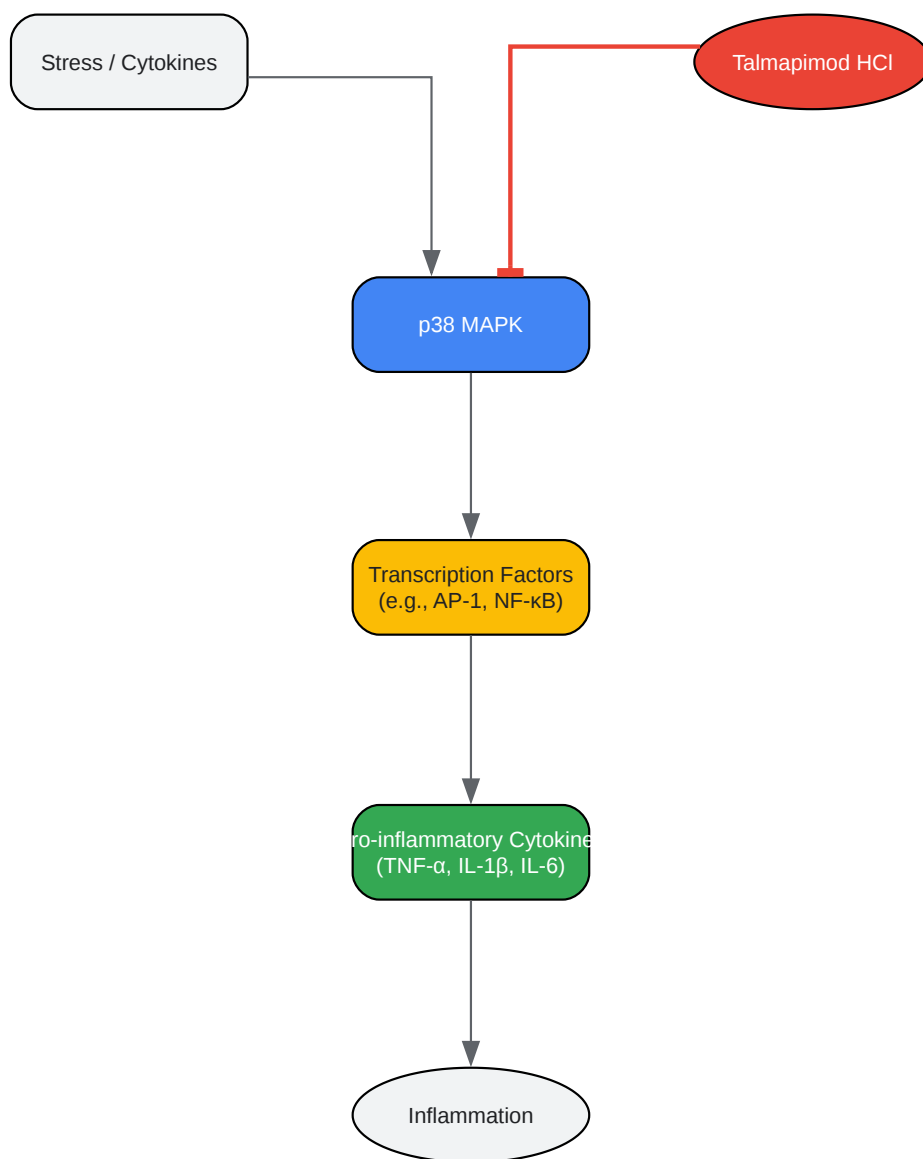 Stress / Cytokines
Talmapimod HCl
p38 MAPK
Transcription Factors
(e.g., AP-1, NF-κB)
ro-inflammatory Cytokine
(TNF-α, IL-1β, IL-6)
Inflammation